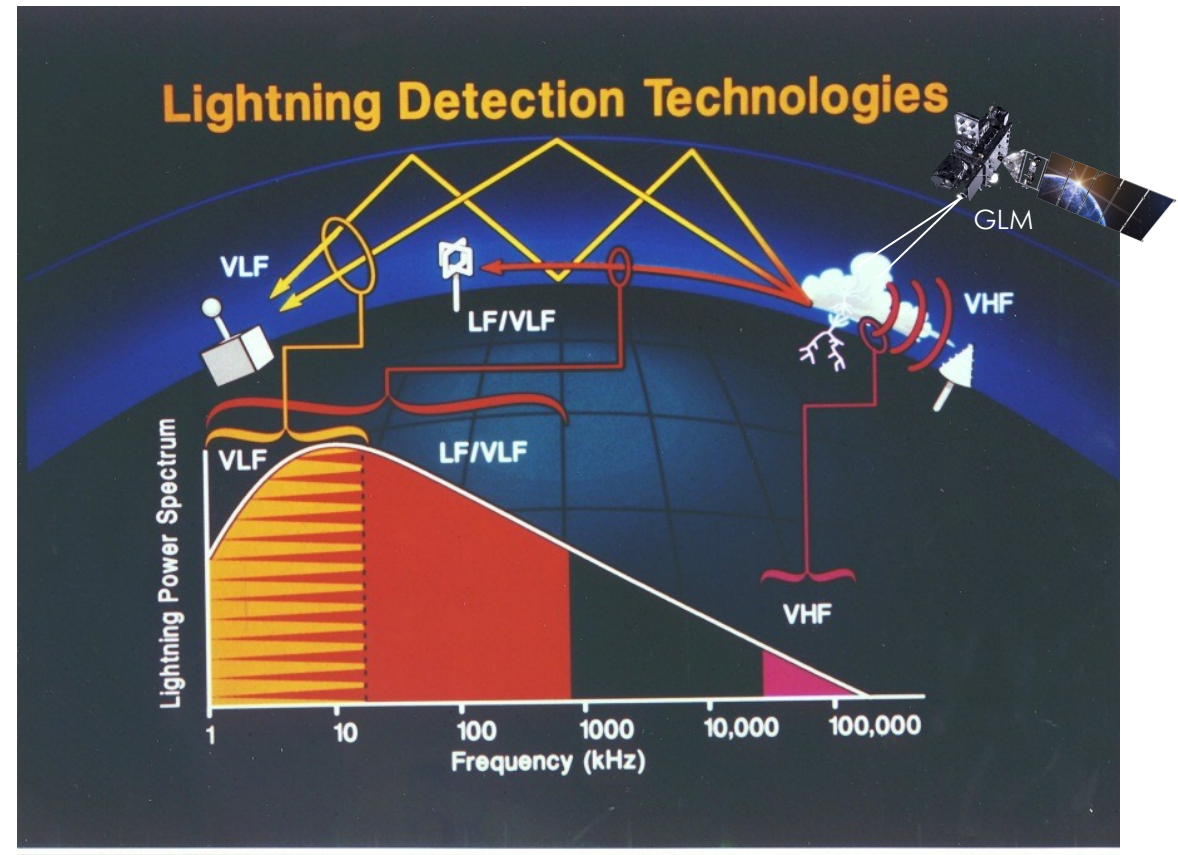 Lightning Detection Technologies
GLM
VLF
VHF
LF/VLF
VLF
LF/VLF
VHF
Lightning Power Spectrum
1 10 100 1000 10,000 100,000
Frequency (kHz)